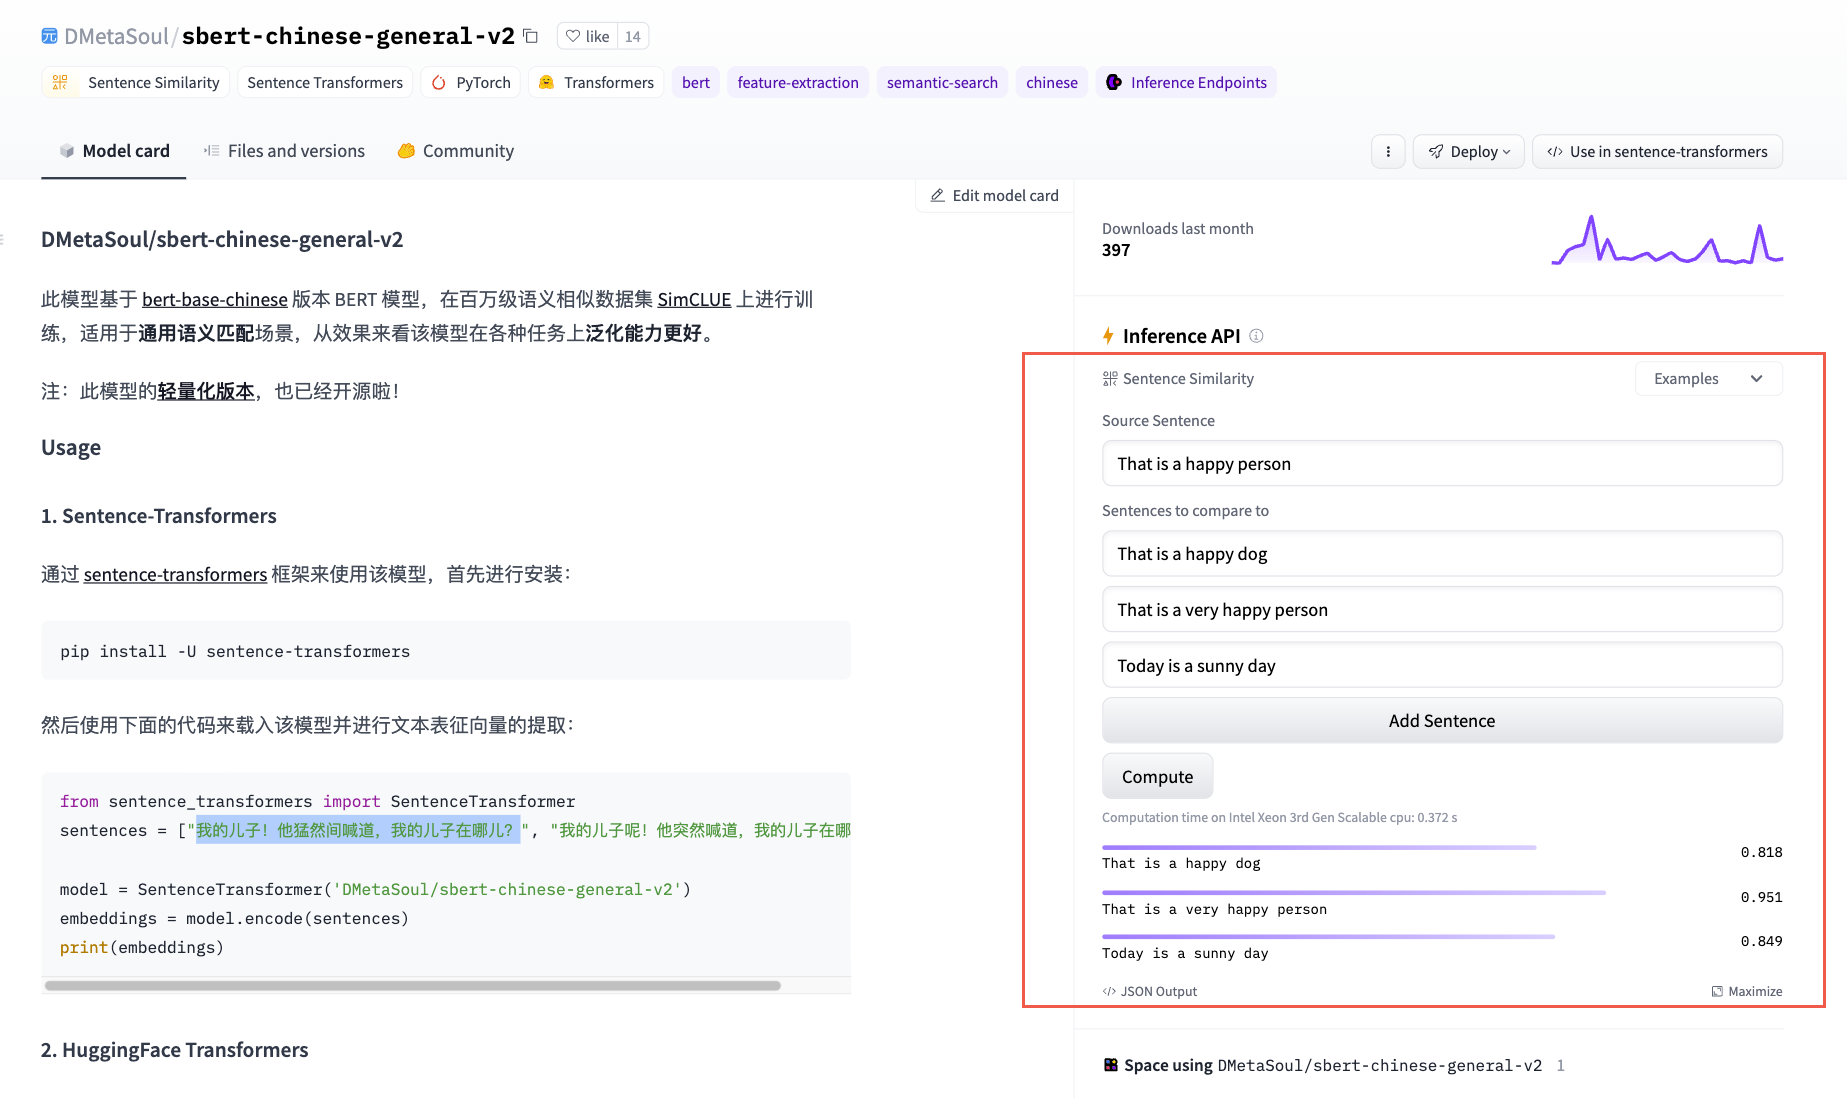 DMetaSoul/sbert-chinese-general-v2
like 14
Sentence Similarity
Sentence Transformers
PyTorch
Transformers
bert
feature-extraction
semantic-search
chinese
Inference Endpoints
Model card
Files and versions
Community
Deploy
</> Use in sentence-transformers
Edit model card
DMetaSoul/sbert-chinese-general-v2
此模型基于 bert-base-chinese 版本 BERT 模型，在百万级语义相似数据集 SimCLUE 上进行训
练，适用于通用语义匹配场景，从效果来看该模型在各种任务上泛化能力更好。
注：此模型的轻量化版本，也已经开源啦！
Usage
1. Sentence-Transformers
通过 sentence-transformers 框架来使用该模型，首先进行安装：
pip install -U sentence-transformers
然后使用下面的代码来载入该模型并进行文本表征向量的提取：
from sentence_transformers import SentenceTransformer
sentences = ["我的儿子！他猛然间喊道，我的儿子在哪儿？", "我的儿子呢！他突然喊道，我的儿子在哪
model = SentenceTransformer('DMetaSoul/sbert-chinese-general-v2')
embeddings = model.encode(sentences)
print(embeddings)
2. HuggingFace Transformers
Downloads last month
397
Inference API
Sentence Similarity
Examples
Source Sentence
That is a happy person
Sentences to compare to
That is a happy dog
That is a very happy person
Today is a sunny day
Add Sentence
Compute
Computation time on Intel Xeon 3rd Gen Scalable cpu: 0.372 s
That is a happy dog 0.818
That is a very happy person 0.951
Today is a sunny day 0.849
</> JSON Output
Maximize
Space using DMetaSoul/sbert-chinese-general-v2 1